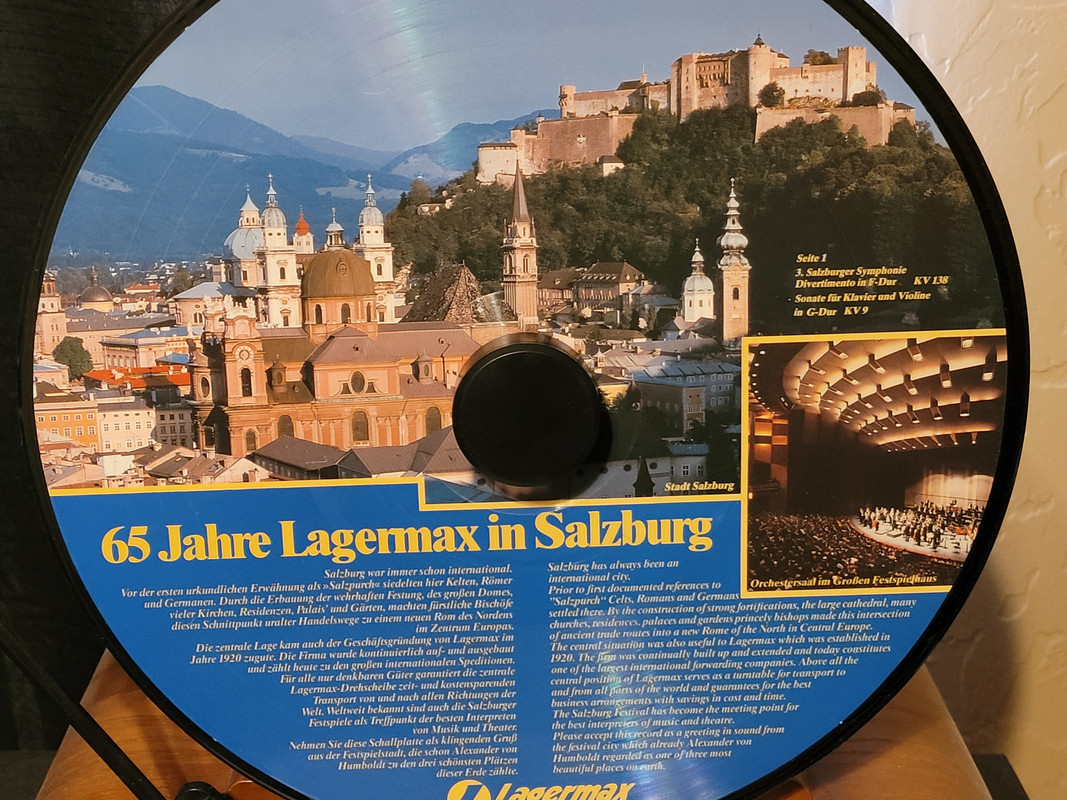 Seite 1
3. Salzburger Symphonie
Divertimento in F-Dur KV 138
Sonate für Klavier und Violine
in G-Dur KV 9
Stadt Salzburg
Orchestersaal im Großen Festspielhaus
65 Jahre Lagermax in Salzburg
Salzburg war immer schon international.
Vor der ersten urkundlichen Erwähnung als »Salzpurch« siedelten hier Kelten, Römer
und Germanen. Durch die Erbauung der wehrhaften Festung, des großen Domes,
vieler Kirchen, Residenzen, Palais' und Gärten, machten fürstliche Bischöfe
diesen Schnittpunkt uralter Handelswege zu einem neuen Rom des Nordens
im Zentrum Europas.
Die zentrale Lage kam auch der Geschäftsgründung von Lagermax im
Jahre 1920 zugute. Die Firma wurde kontinuierlich auf- und ausgebaut
und zählt heute zu den großen internationalen Speditionen.
Für alle nur denkbaren Güter garantiert die zentrale
Lagermax-Drehscheibe zeit- und kostensparenden
Transport von und nach allen Richtungen der
Welt. Weltweit bekannt sind auch die Salzburger
Festspiele als Treffpunkt der besten Interpreten
von Musik und Theater.
Nehmen Sie diese Schallplatte als klingenden Gruß
aus der Festspielstadt, die schon Alexander von
Humboldt zu den drei schönsten Plätzen
dieser Erde zählte.
Salzburg has always been an
international city.
Prior to first documented references to
"Salzpurch" Celts, Romans and Germans
settled there. By the construction of strong fortifications, the large cathedral, many
churches, residences, palaces and gardens princely bishops made this intersection
of ancient trade routes into a new Rome of the North in Central Europe.
The central situation was also useful to Lagermax which was established in
1920. The firm was continually built up and extended and today constitutes
one of the largest international forwarding companies. Above all the
central position of Lagermax serves as a turntable for transport to
and from all parts of the world and guarantees for the best
business arrangements with savings in cost and time.
The Salzburg Festival has become the meeting point for
the best interpreters of music and theatre.
Please accept this record as a greeting in sound from
the festival city which already Alexander von
Humboldt regarded as one of three most
beautiful places on earth.
Lagermax